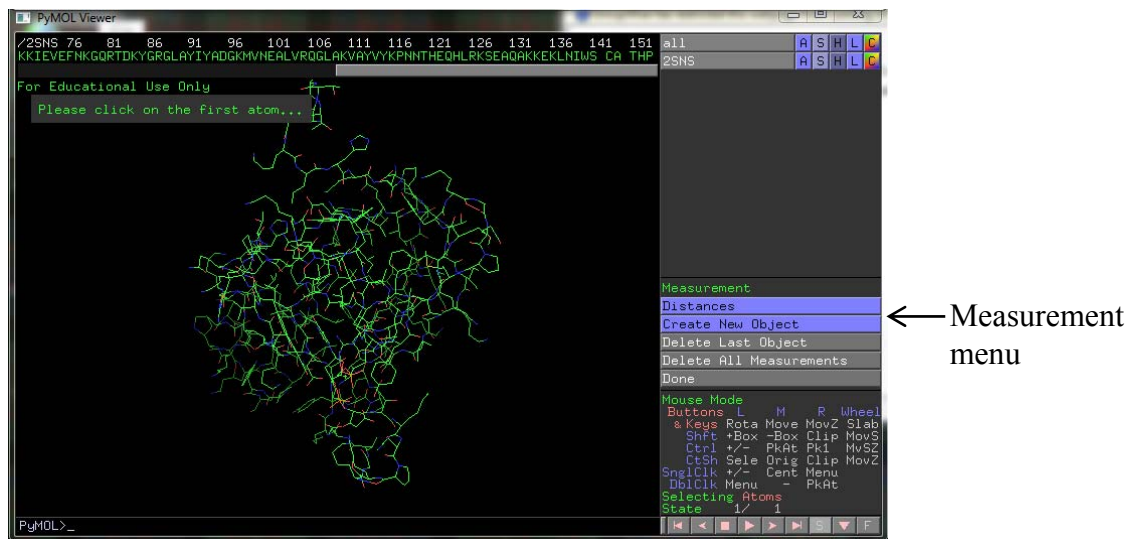 PyMOL Viewer
/2SNS 76 81 86 91 96 101 106 111 116 121 126 131 136 141 151
KKIEVEFNKGQRTDKYGRGLAYIYADGKMVNEALVRQGLAKVAYVYKPNNTHEQHLRKSEAQAKKEKLNIWS CA THP
For Educational Use Only
Please click on the first atom...
all A S H L C
2SNS A S H L C
Measurement
Distances
Create New Object
Delete Last Object
Delete All Measurements
Done
Measurement
menu
Mouse Mode
Buttons L M R Wheel
& Keys Rota Move MovZ Slab
Shft +Box -Box Clip MovS
Ctrl +/- PkAt Pk1 MvSZ
CtSh Sele Orig Clip MovZ
SnglClk +/- Cent Menu
DblClk Menu - PkAt
Selecting Atoms
State 1/ 1
PyMOL>_
S F